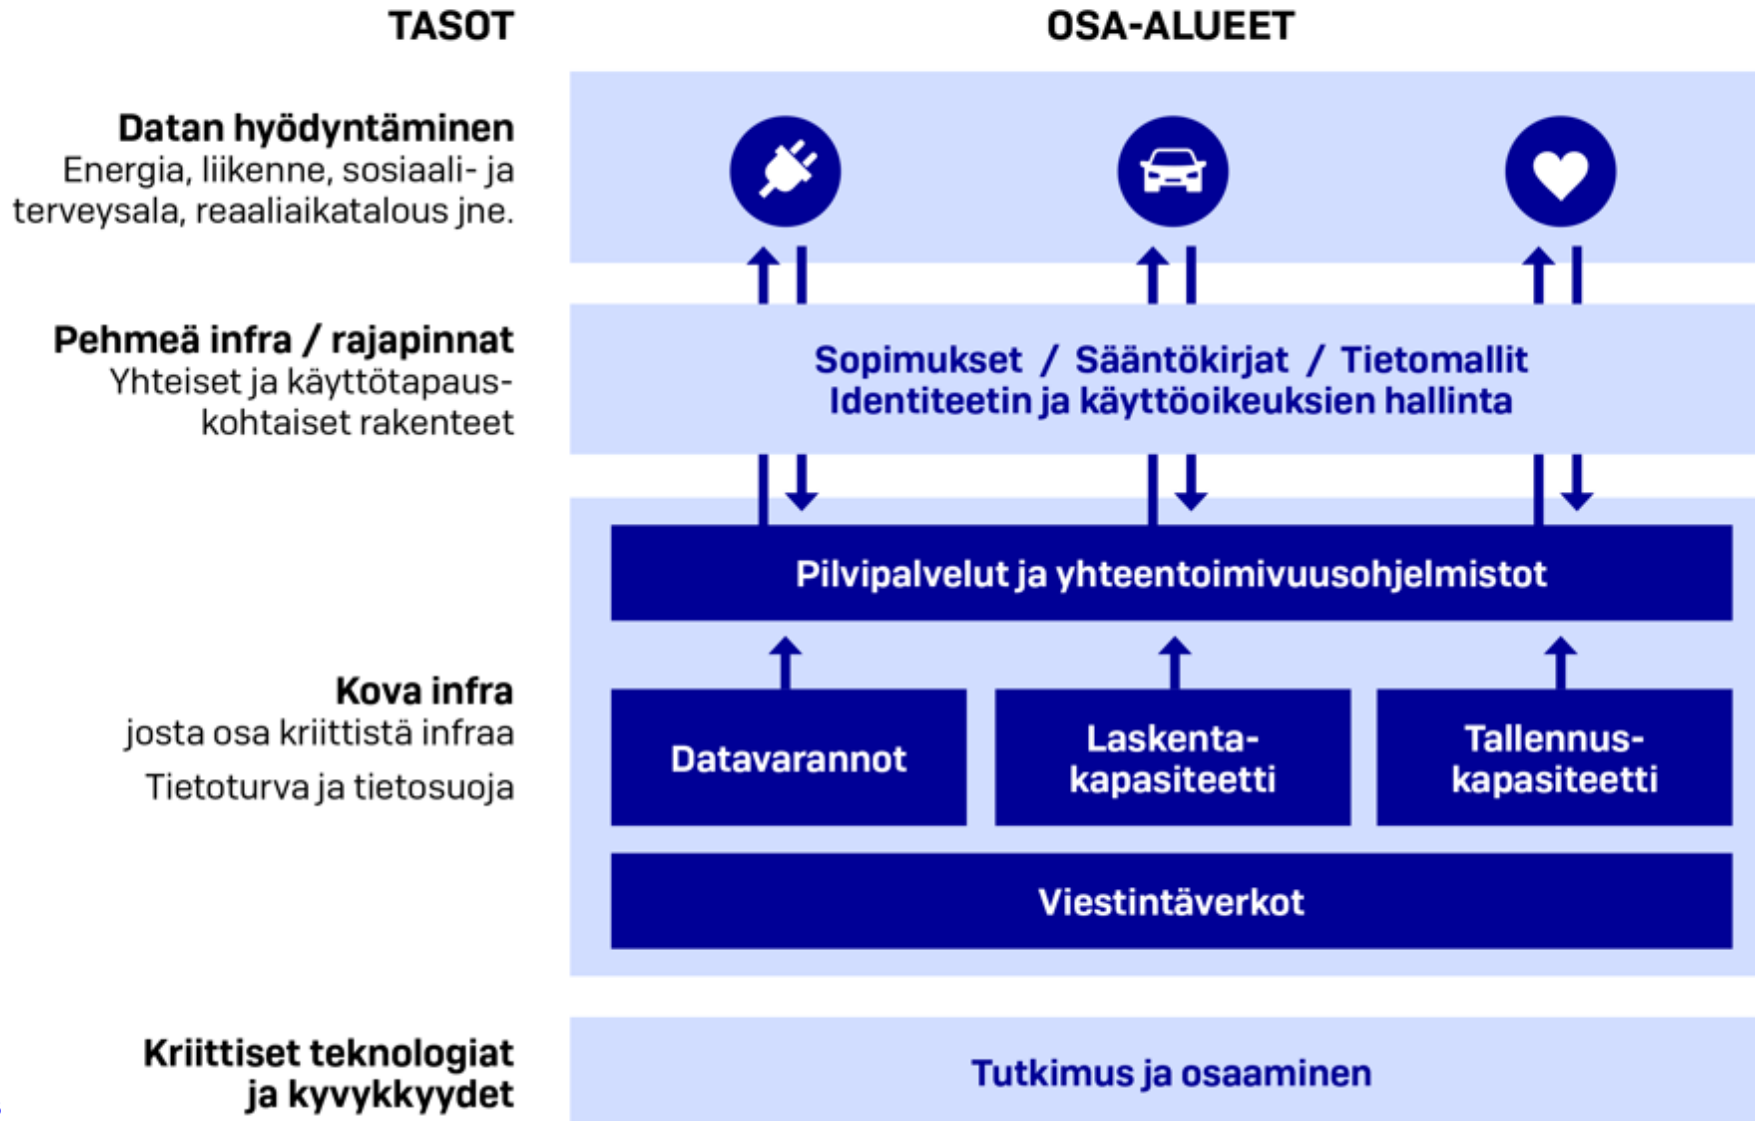 TASOT
OSA-ALUEET
Datan hyödyntäminen
Energia, liikenne, sosiaali- ja
terveysala, reaaliaikatalous jne.
Pehmeä infra / rajapinnat
Yhteiset ja käyttötapaus-
kohtaiset rakenteet
Sopimukset / Sääntökirjat / Tietomallit
Identiteetin ja käyttöoikeuksien hallinta
Kova infra
josta osa kriittistä infraa
Tietoturva ja tietosuoja
Pilvipalvelut ja yhteentoimivuusohjelmistot
Datavarannot
Laskenta-
kapasiteetti
Tallennus-
kapasiteetti
Viestintäverkot
Kriittiset teknologiat
ja kyvykkyydet
Tutkimus ja osaaminen